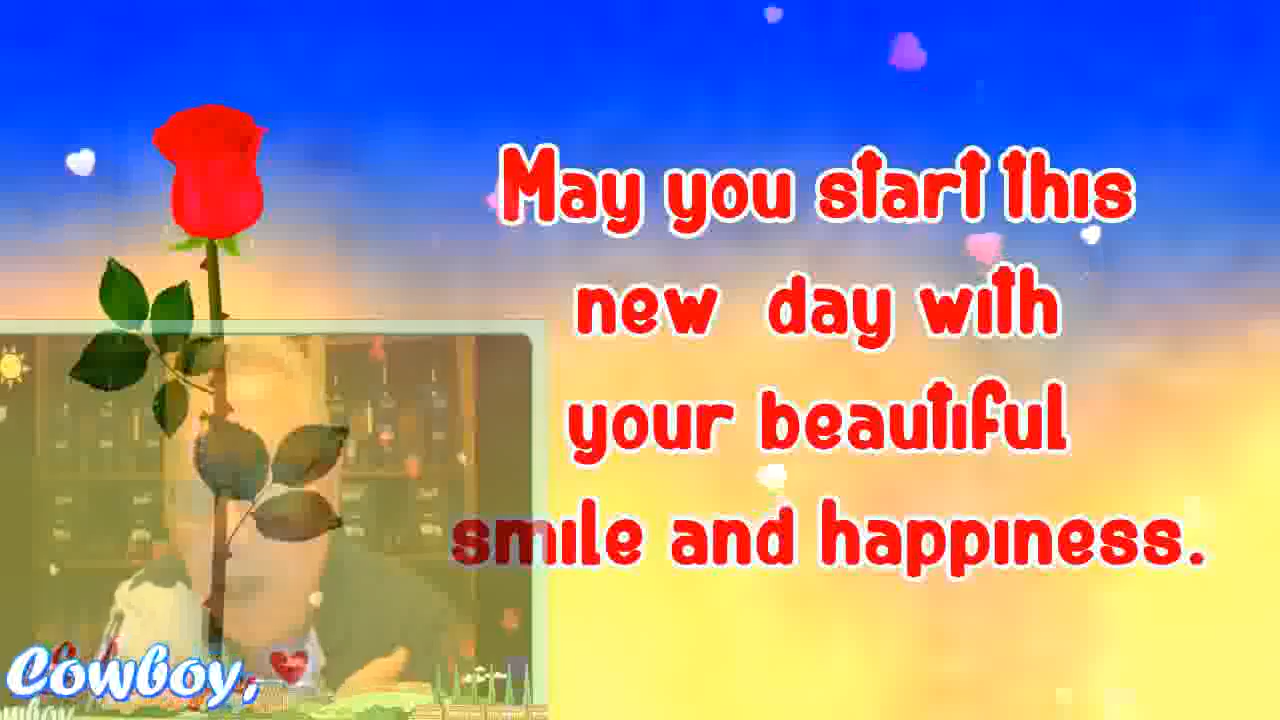 May you start this
new day with
your beautiful
smile and happiness.
Cowboy,